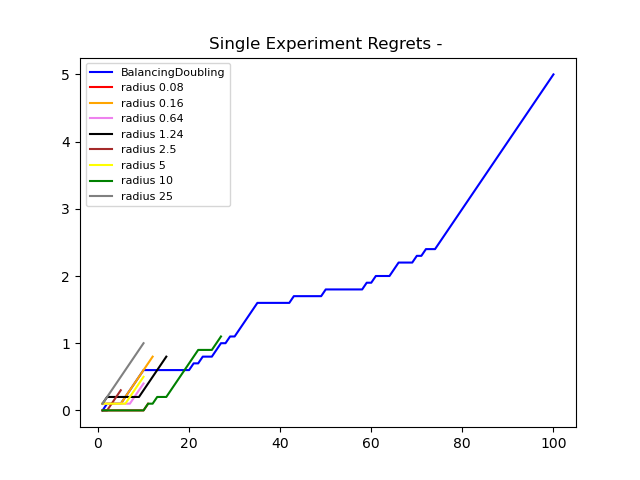 Single Experiment Regrets -
BalancingDoubling
radius 0.08
radius 0.16
radius 0.64
radius 1.24
radius 2.5
radius 5
radius 10
radius 25
5
4
3
2
1
0
0 20 40 60 80 100